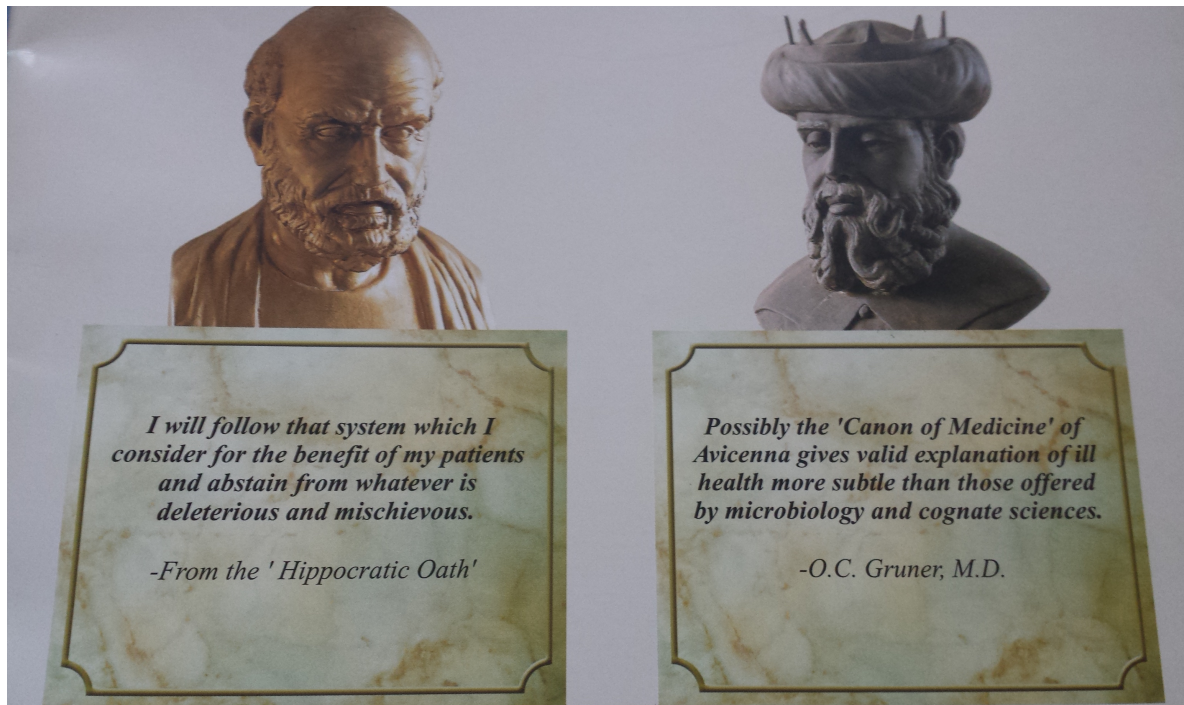 I will follow that system which I
consider for the benefit of my patients
and abstain from whatever is
deleterious and mischievous.
-From the ' Hippocratic Oath'
Possibly the 'Canon of Medicine' of
Avicenna gives valid explanation of ill
health more subtle than those offered
by microbiology and cognate sciences.
-O.C. Gruner, M.D.